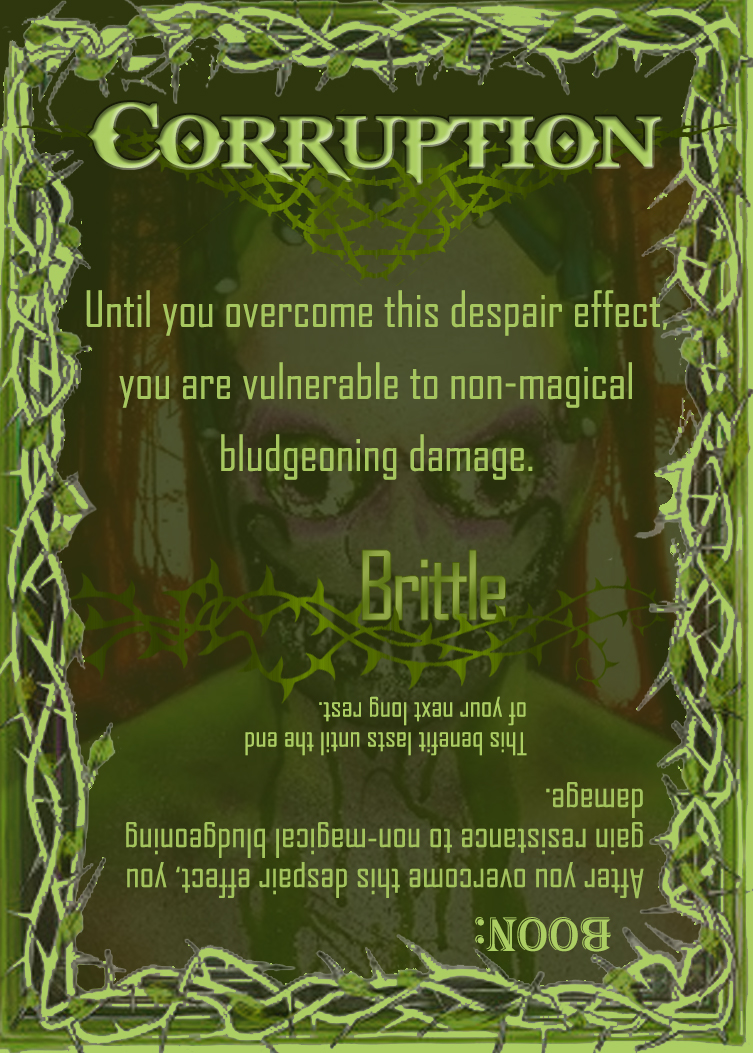 CORRUPTION
Until you overcome this despair effect,
you are vulnerable to non-magical
bludgeoning damage.
Brittle
BOON:
After you overcome this despair effect, you
gain resistance to non-magical bludgeoning
damage.
This benefit lasts until the end
of your next long rest.